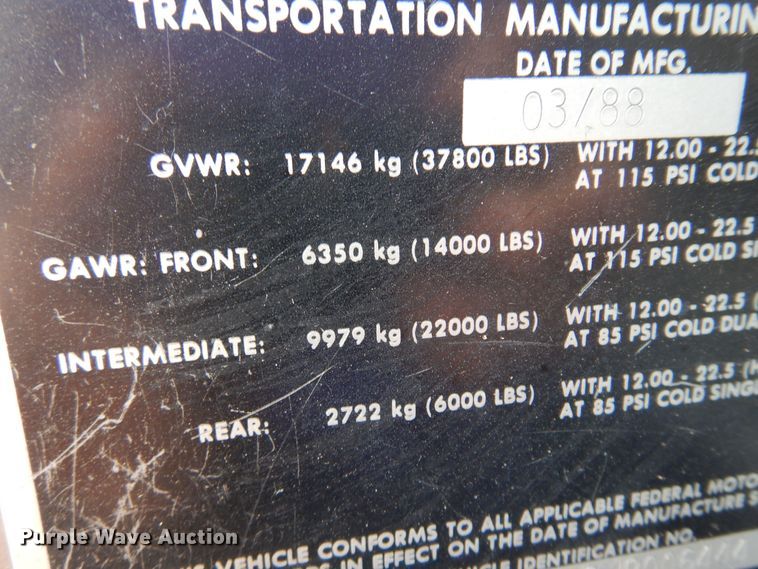 TRANSPORTATION MANUFACTURIN
DATE OF MFG.
03/88
GVWR: 17146 kg (37800 LBS) WITH 12.00 - 22.5
AT 115 PSI COLD
GAWR: FRONT: 6350 kg (14000 LBS) WITH 12.00 - 22.5
AT 115 PSI COLD SI
INTERMEDIATE: 9979 kg (22000 LBS) WITH 12.00 - 22.5 (
AT 85 PSI COLD DUA
REAR: 2722 kg (6000 LBS) WITH 12.00 - 22.5 (H
AT 85 PSI COLD SINGL
VEHICLE CONFORMS TO ALL APPLICABLE FEDERAL MOTO
IN EFFECT ON THE DATE OF MANUFACTURE S
IDENTIFICATION NO.
Purple Wave Auction